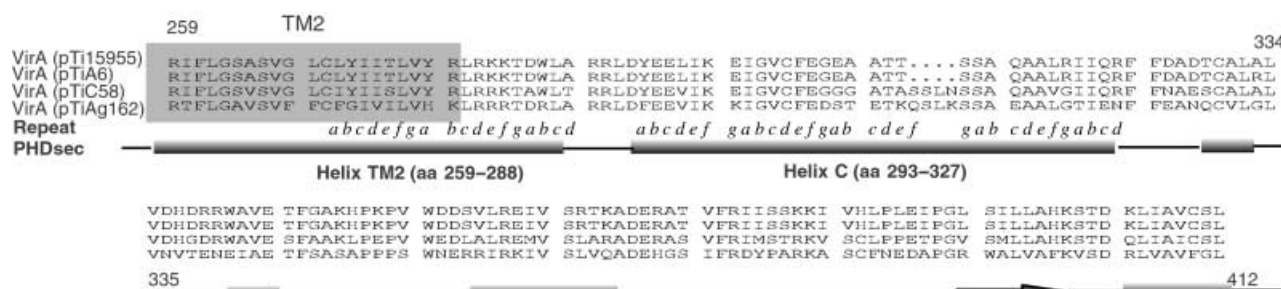 259 TM2
334
VirA (pTi15955) RIFLGSASVG LCLYIITLVY RLRKKTDWLA RRLDYEELIK EIGVCFEGEA ATT....SSA QAALRIIQRF FDADTCALAL
VirA (pTiA6) RIFLGSASVG LCLYIITLVY RLRKKTDWLA RRLDYEELIK EIGVCFEGEA ATT....SSA QAALRIIQRF FDADTCALRL
VirA (pTiC58) RIFLGSVSVG LCLYIISLVY RLRKKTAWLT RRLDYEEVIK EIGVCFEGGG ATASSLNSSA QAAVGIIQRF FNAESCALAL
VirA (pTiAg162) RTFLGAVSVF FCFGIVILVH KLRRRTDRLA RRLDFEEVIK KIGVCFEDST ETKQSLKSSA EAALGTIENF FEANQCVLGL
Repeat a b c d e f g a b c d e f g a b c d a b c d e f g a b c d e f g a b c d e f g a b c d e f g a b c d
PHDsec
Helix TM2 (aa 259–288) Helix C (aa 293–327)
VDHDRRWAVE TFGAKHPKPV WDDSVLREIV SRTKADERAT VFRIISSKKI VHLPLEIPGL SILLAHKSTD KLIAVCSL
VDHDRRWAVE TFGAKHPKPV WDDSVLREIV SRTKADERAT VFRIISSKKI VHLPLEIPGL SILLAHKSTD KLIAVCSL
VDHGDRWAVE SFAAKLPEPV WEDLALREMV SLARADERAS VFRIMSTRKV SCLPPETPGV SMLLAHKSTD QLIAICSL
VNVTENEIAE TFSASAPPPS WNERRIRKIV SLVQADEHGS IFRDYPARKA SCFNEDAPGR WALVAFKVSD RLVAVFGL
335 412